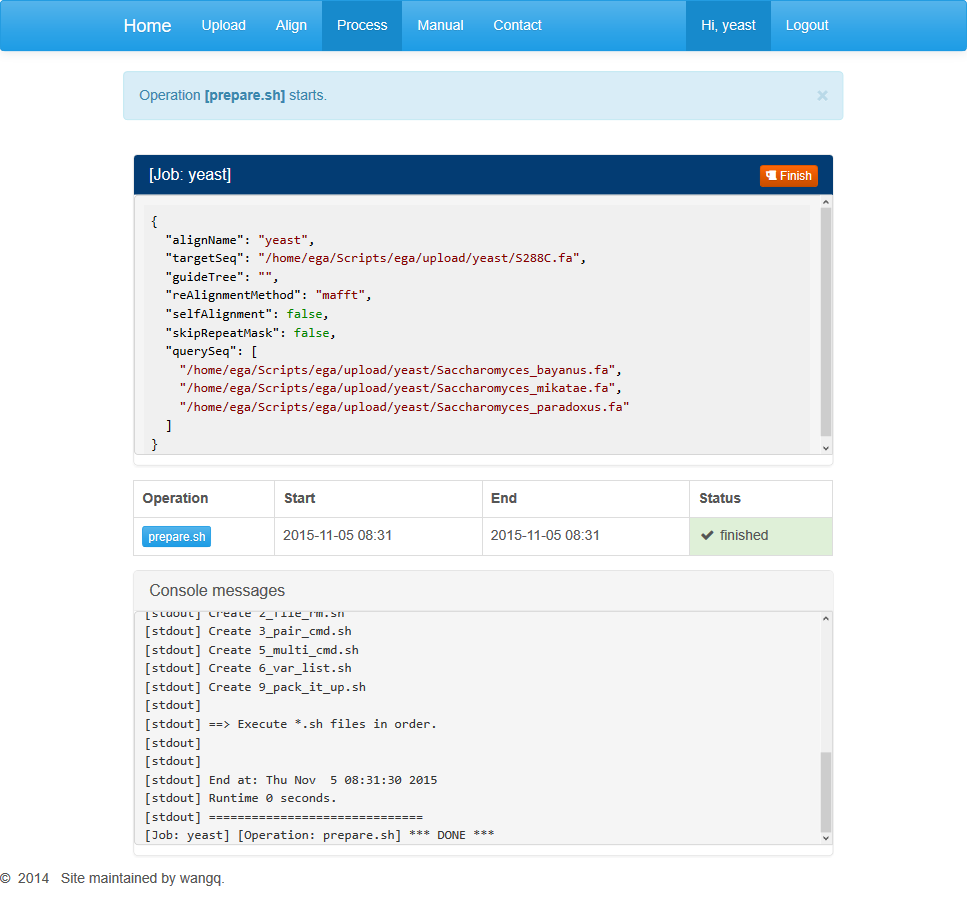 Home Upload Align Process Manual Contact Hi, yeast Logout
Operation [prepare.sh] starts. ×
[Job: yeast] Finish
{
  "alignName": "yeast",
  "targetSeq": "/home/ega/Scripts/ega/upload/yeast/S288C.fa",
  "guideTree": "",
  "reAlignmentMethod": "mafft",
  "selfAlignment": false,
  "skipRepeatMask": false,
  "querySeq": [
    "/home/ega/Scripts/ega/upload/yeast/Saccharomyces_bayanus.fa",
    "/home/ega/Scripts/ega/upload/yeast/Saccharomyces_mikatae.fa",
    "/home/ega/Scripts/ega/upload/yeast/Saccharomyces_paradoxus.fa"
  ]
}
Operation Start End Status
prepare.sh 2015-11-05 08:31 2015-11-05 08:31 finished
Console messages
[stdout] Create 2_file_rm.sh
[stdout] Create 3_pair_cmd.sh
[stdout] Create 5_multi_cmd.sh
[stdout] Create 6_var_list.sh
[stdout] Create 9_pack_it_up.sh
[stdout]
[stdout] ==> Execute *.sh files in order.
[stdout]
[stdout]
[stdout] End at: Thu Nov  5 08:31:30 2015
[stdout] Runtime 0 seconds.
[stdout] ==============================
[Job: yeast] [Operation: prepare.sh] *** DONE ***
© 2014 Site maintained by wangq.